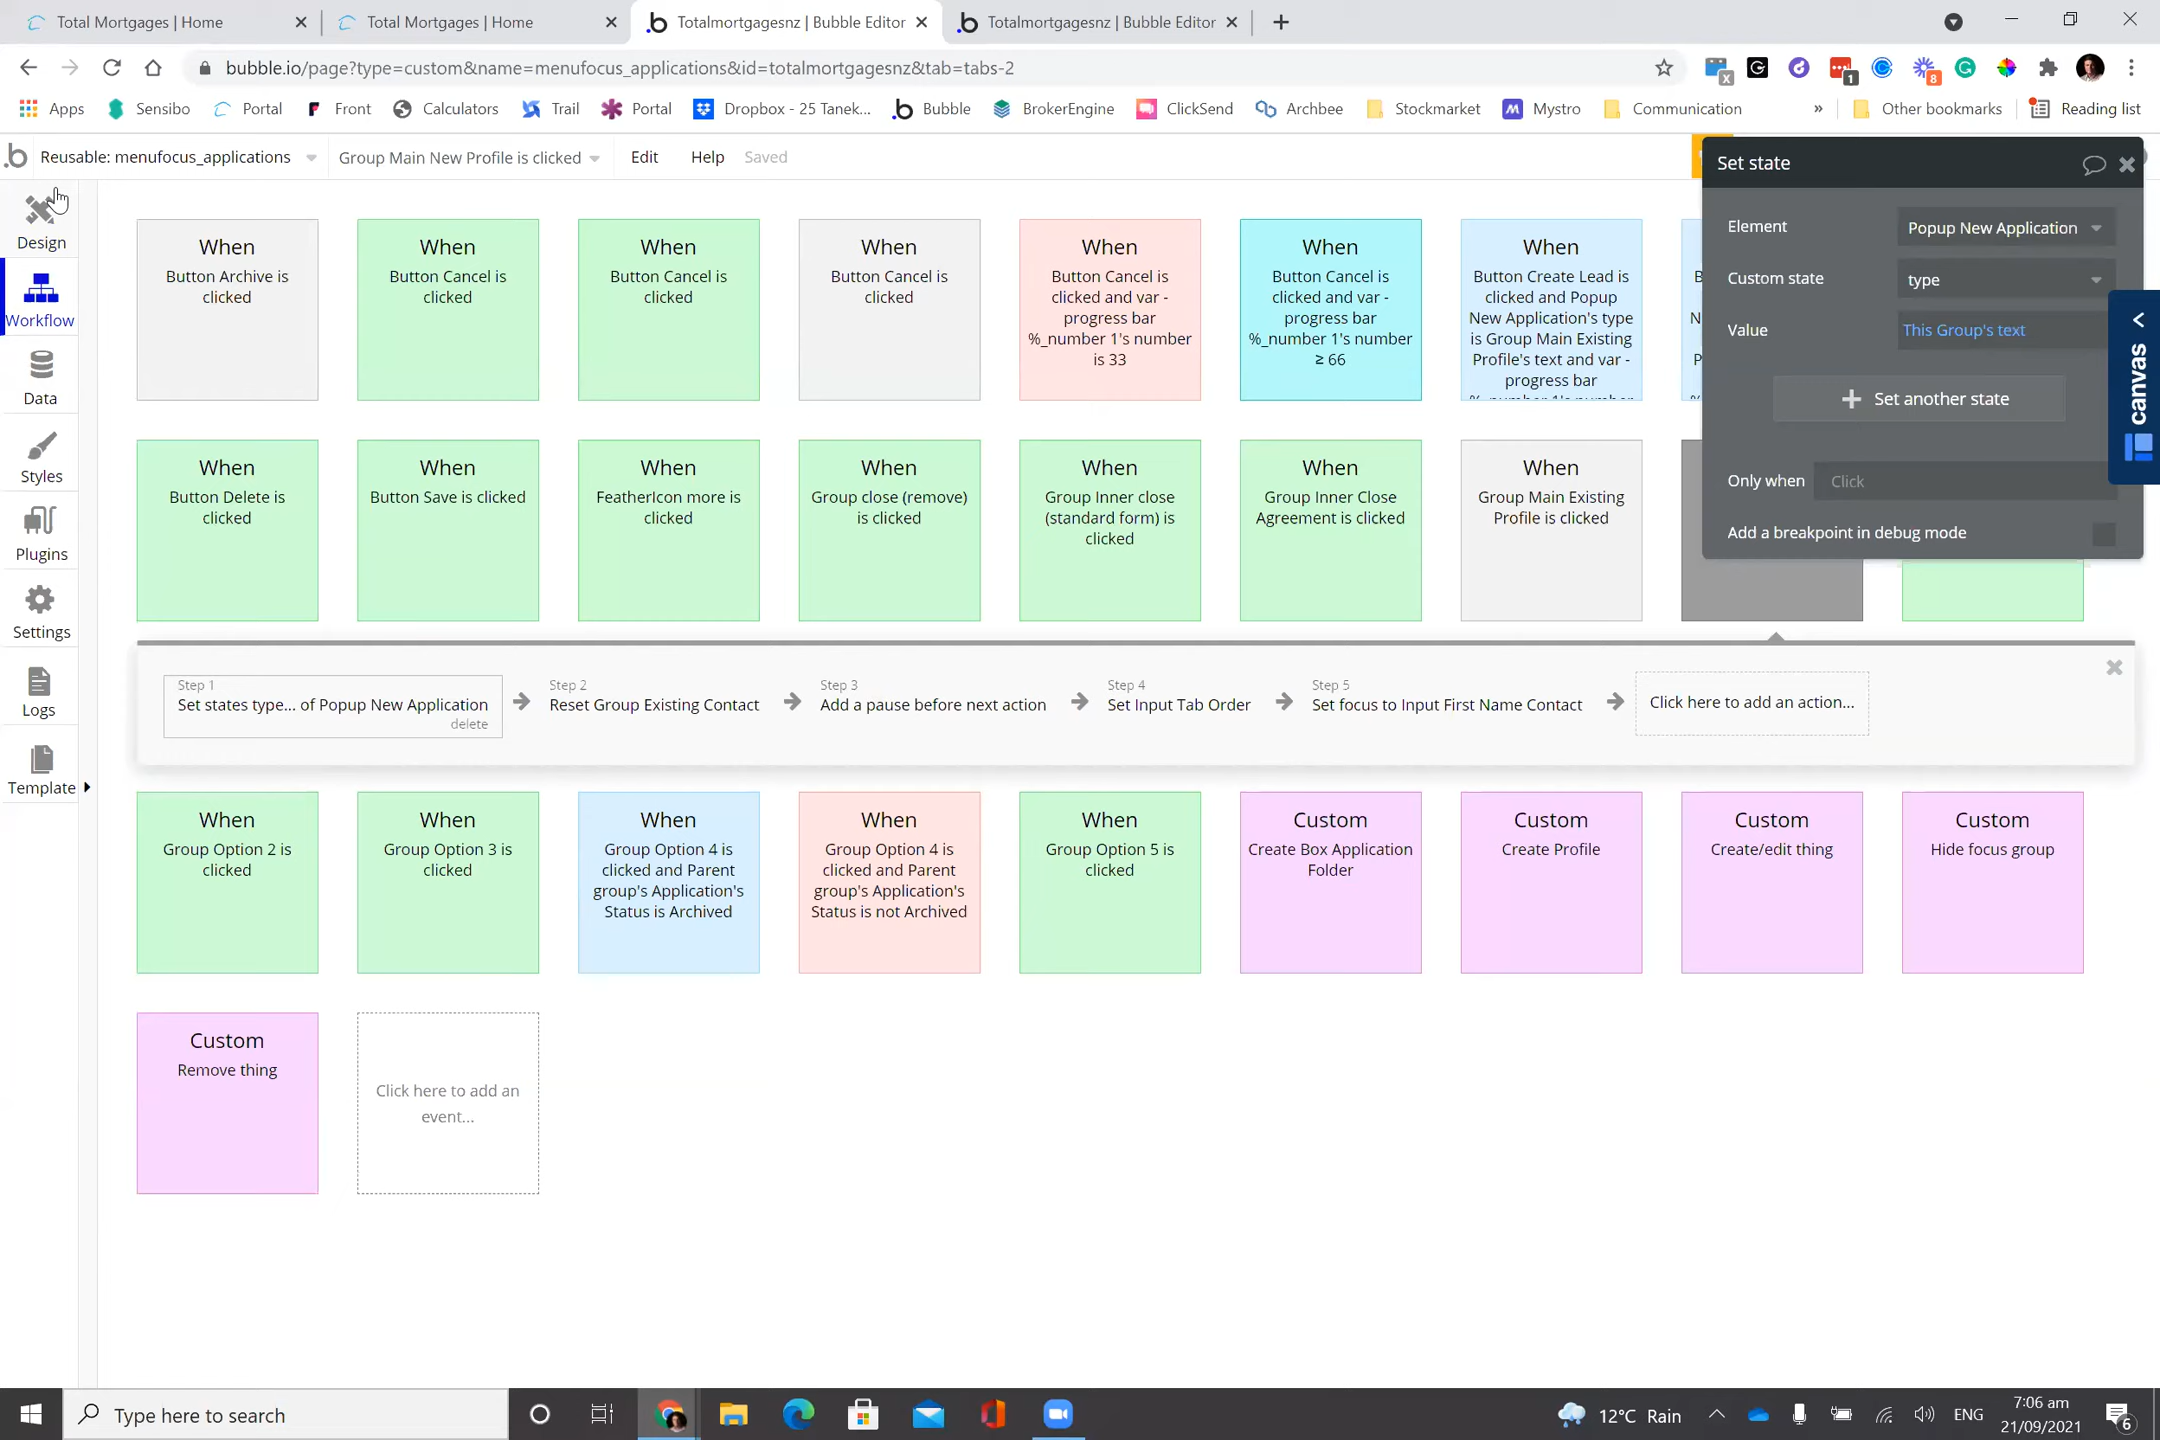 Total Mortgages | Home
Total Mortgages | Home
Totalmortgagesnz | Bubble Editor
Totalmortgagesnz | Bubble Editor
bubble.io/page?type=custom&name=menufocus_applications&id=totalmortgagesnz&tab=tabs-2
Apps
Sensibo
Portal
Front
Calculators
Trail
Portal
Dropbox - 25 Tanek...
Bubble
BrokerEngine
ClickSend
Archbee
Stockmarket
Mystro
Communication
»
Other bookmarks
Reading list
Reusable: menufocus_applications
Group Main New Profile is clicked
Edit
Help
Saved
Design
Workflow
Data
Styles
Plugins
Settings
Logs
Template
When
Button Archive is
clicked
When
Button Cancel is
clicked
When
Button Cancel is
clicked
When
Button Cancel is
clicked
When
Button Cancel is
clicked and var -
progress bar
%_number 1's number
is 33
When
Button Cancel is
clicked and var -
progress bar
%_number 1's number
≥ 66
When
Button Create Lead is
clicked and Popup
New Application's type
is Group Main Existing
Profile's text and var -
progress bar
%_number 1's number
Set state
Element
Popup New Application
Custom state
type
Value
This Group's text
+ Set another state
Only when
Click
Add a breakpoint in debug mode
canvas
When
Button Delete is
clicked
When
Button Save is clicked
When
FeatherIcon more is
clicked
When
Group close (remove)
is clicked
When
Group Inner close
(standard form) is
clicked
When
Group Inner Close
Agreement is clicked
When
Group Main Existing
Profile is clicked
Step 1
Set states type... of Popup New Application
delete
Step 2
Reset Group Existing Contact
Step 3
Add a pause before next action
Step 4
Set Input Tab Order
Step 5
Set focus to Input First Name Contact
Click here to add an action...
When
Group Option 2 is
clicked
When
Group Option 3 is
clicked
When
Group Option 4 is
clicked and Parent
group's Application's
Status is Archived
When
Group Option 4 is
clicked and Parent
group's Application's
Status is not Archived
When
Group Option 5 is
clicked
Custom
Create Box Application
Folder
Custom
Create Profile
Custom
Create/edit thing
Custom
Hide focus group
Custom
Remove thing
Click here to add an
event...
Type here to search
12°C Rain
ENG
7:06 am
21/09/2021
6